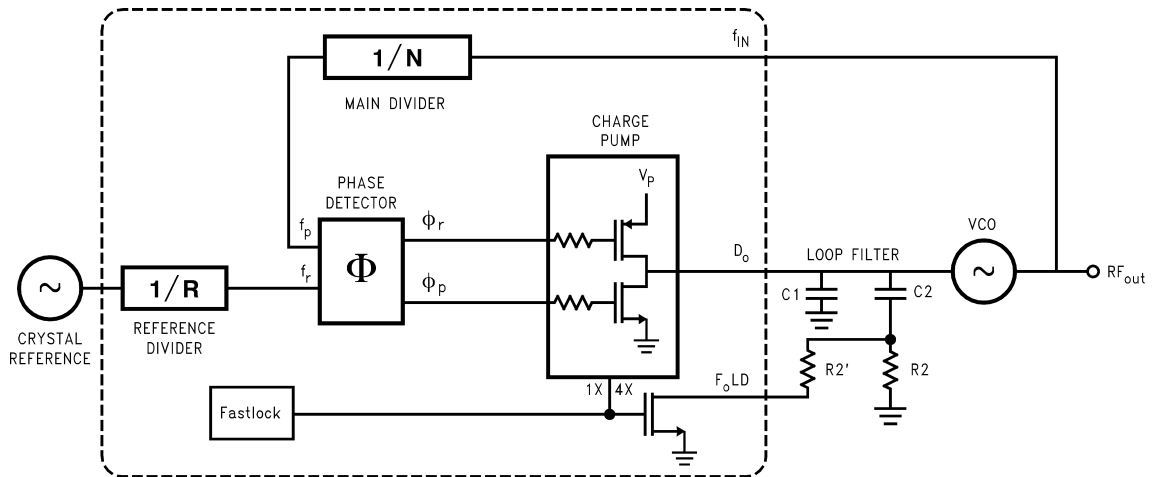 f_IN
1/N
MAIN DIVIDER
CHARGE
PUMP
V_P
PHASE
DETECTOR
f_p
ϕ_r
Φ
f_r
ϕ_p
D_o
LOOP FILTER
VCO
~
RF_out
C1
C2
~
1/R
CRYSTAL
REFERENCE
REFERENCE
DIVIDER
R2'
R2
1X 4X
F_oLD
Fastlock